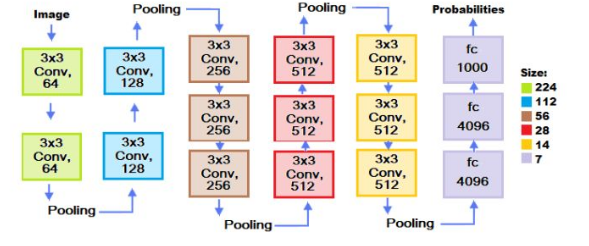 Image
3x3
Conv,
64
3x3
Conv,
64
Pooling
3x3
Conv,
128
3x3
Conv,
128
Pooling
3x3
Conv,
256
3x3
Conv,
256
3x3
Conv,
256
Pooling
3x3
Conv,
512
3x3
Conv,
512
3x3
Conv,
512
Pooling
3x3
Conv,
512
3x3
Conv,
512
3x3
Conv,
512
Pooling
Probabilities
fc
1000
fc
4096
fc
4096
Size:
224
112
56
28
14
7